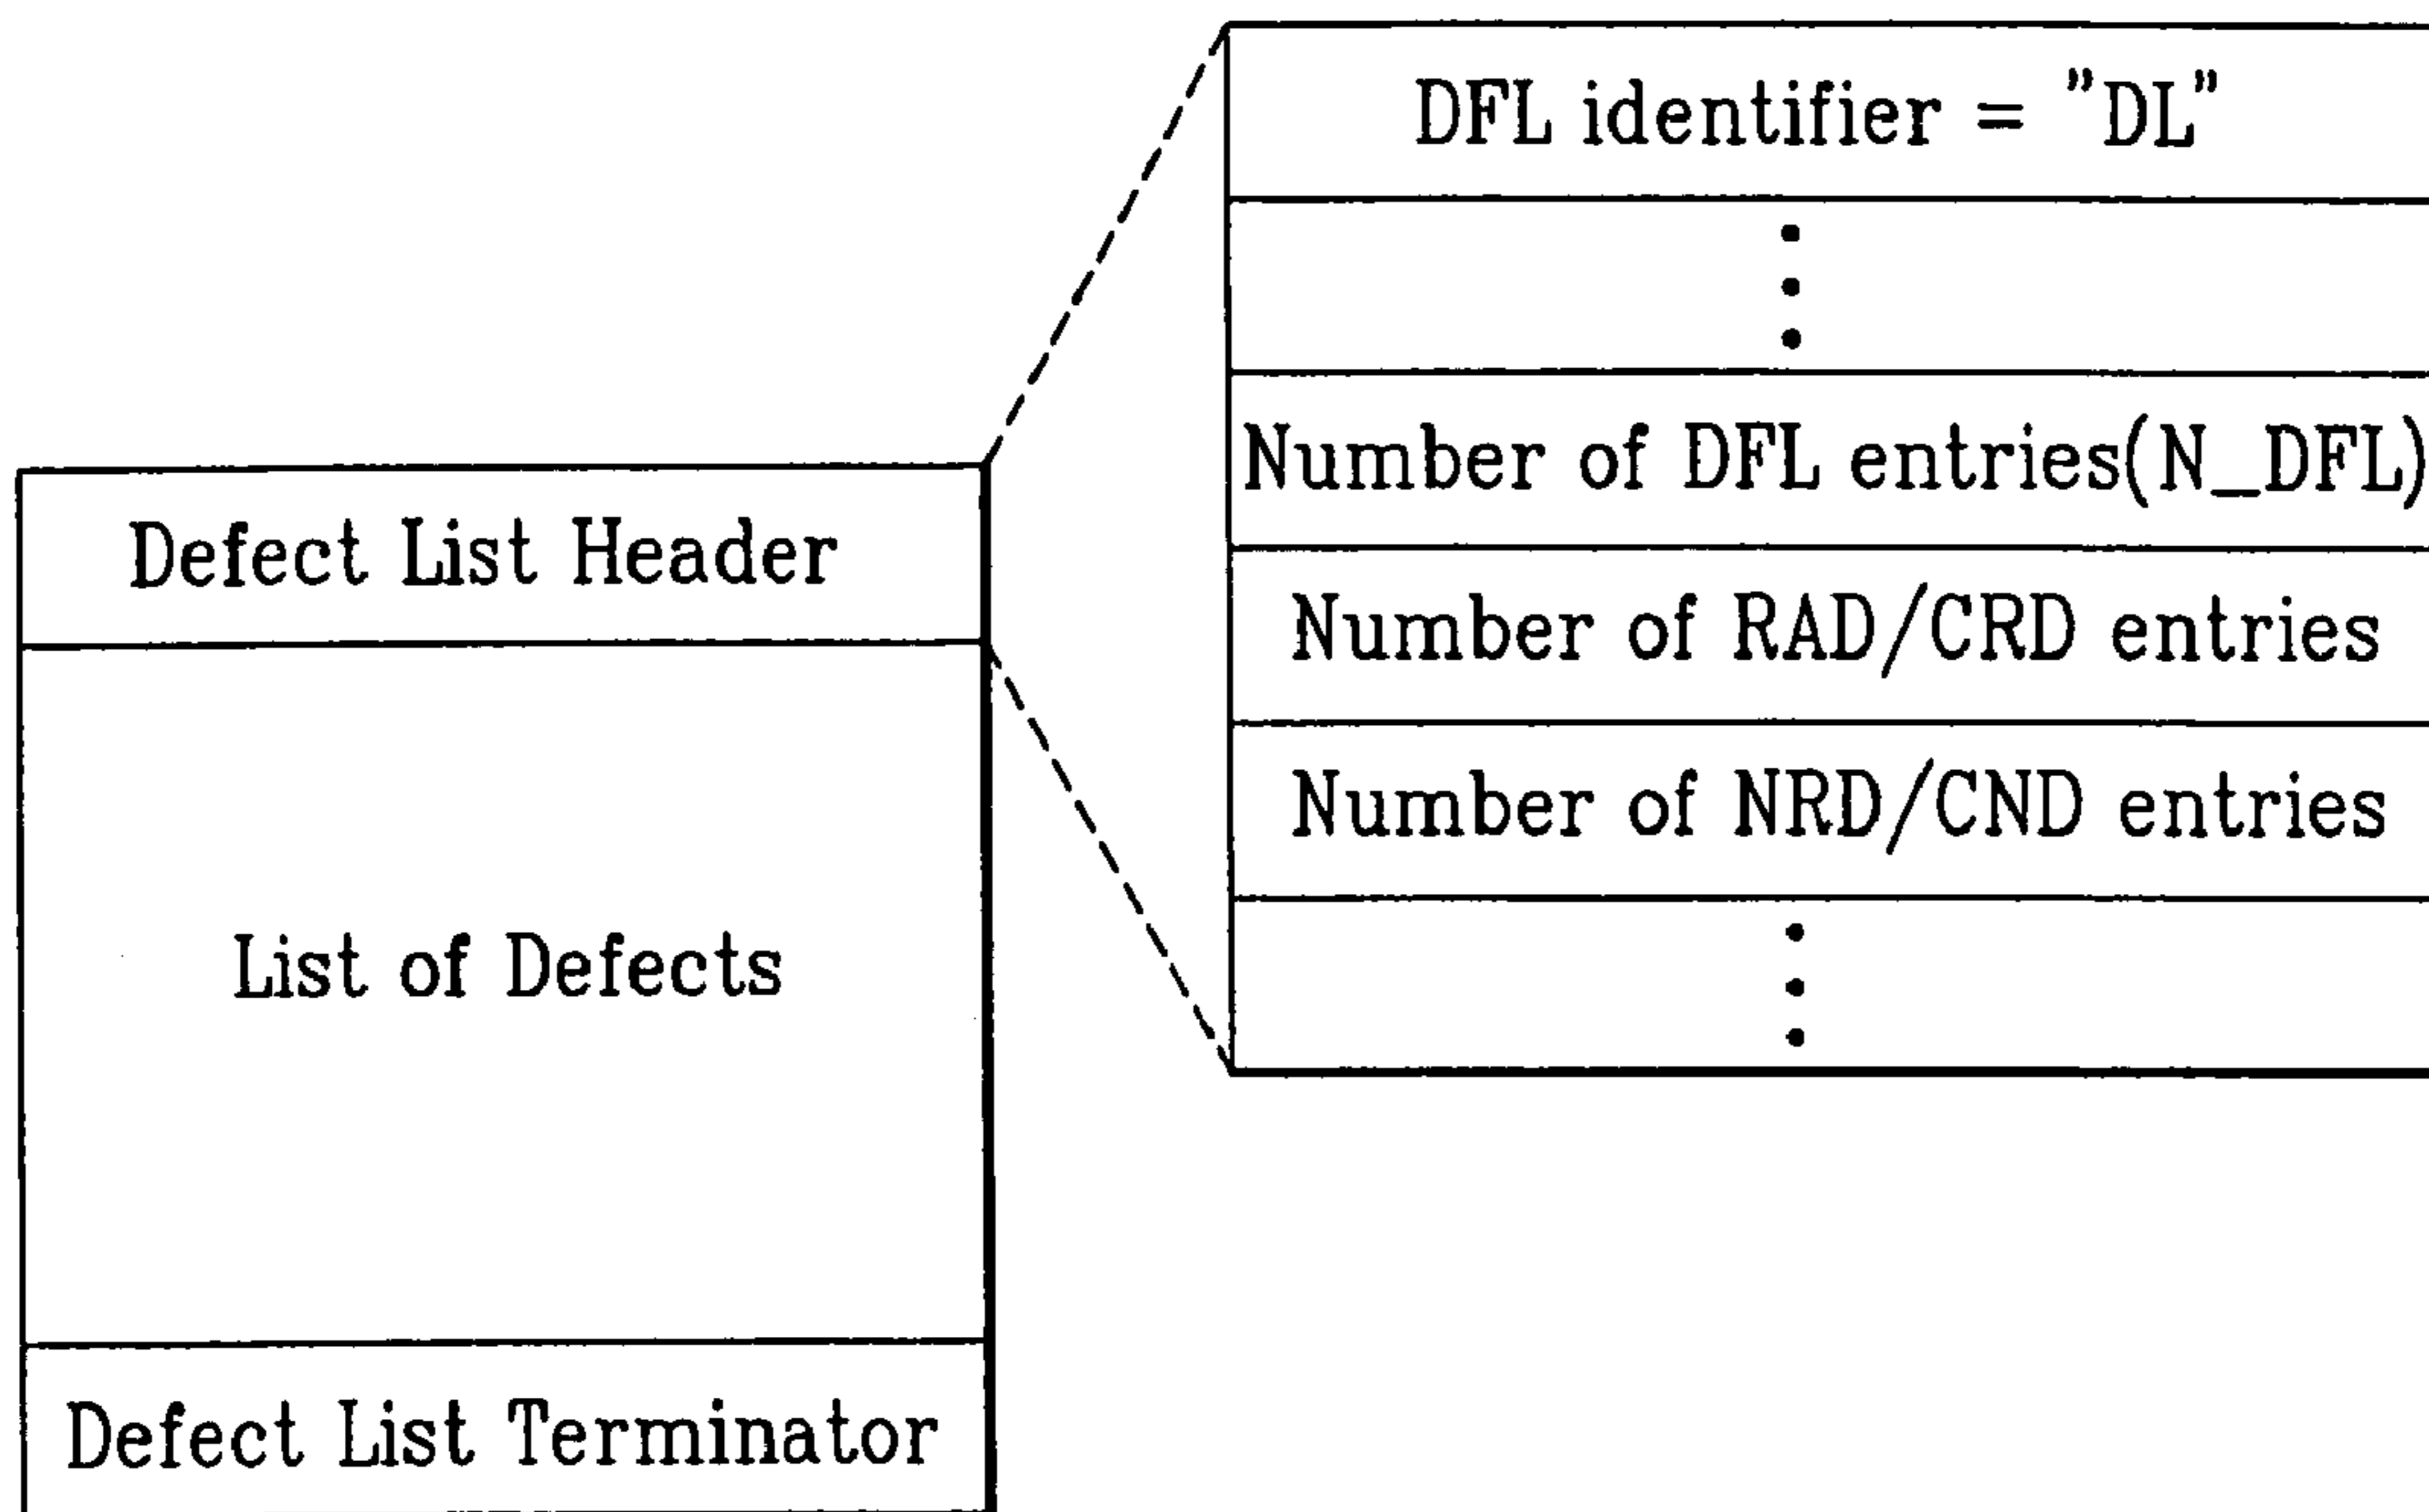 DFL identifier = "DL"
Number of DFL entries(N_DFL)
Number of RAD/CRD entries
Number of NRD/CND entries
Defect List Header
List of Defects
Defect List Terminator